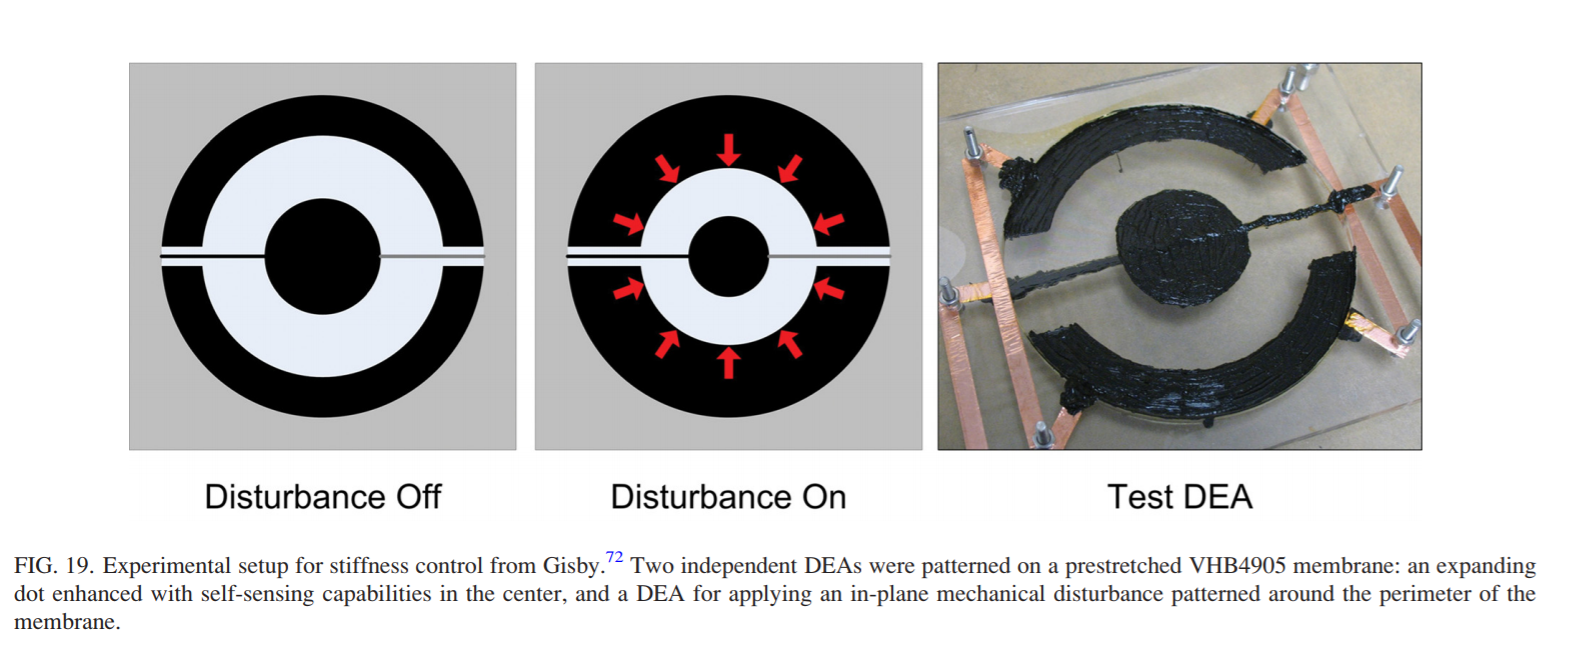 Disturbance Off
Disturbance On
Test DEA
FIG. 19. Experimental setup for stiffness control from Gisby.72 Two independent DEAs were patterned on a prestretched VHB4905 membrane: an expanding
dot enhanced with self-sensing capabilities in the center, and a DEA for applying an in-plane mechanical disturbance patterned around the perimeter of the
membrane.